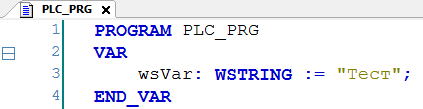 PLC_PRG
1 PROGRAM PLC_PRG
2 VAR
3 wsVar: WSTRING := "Тест";
4 END_VAR